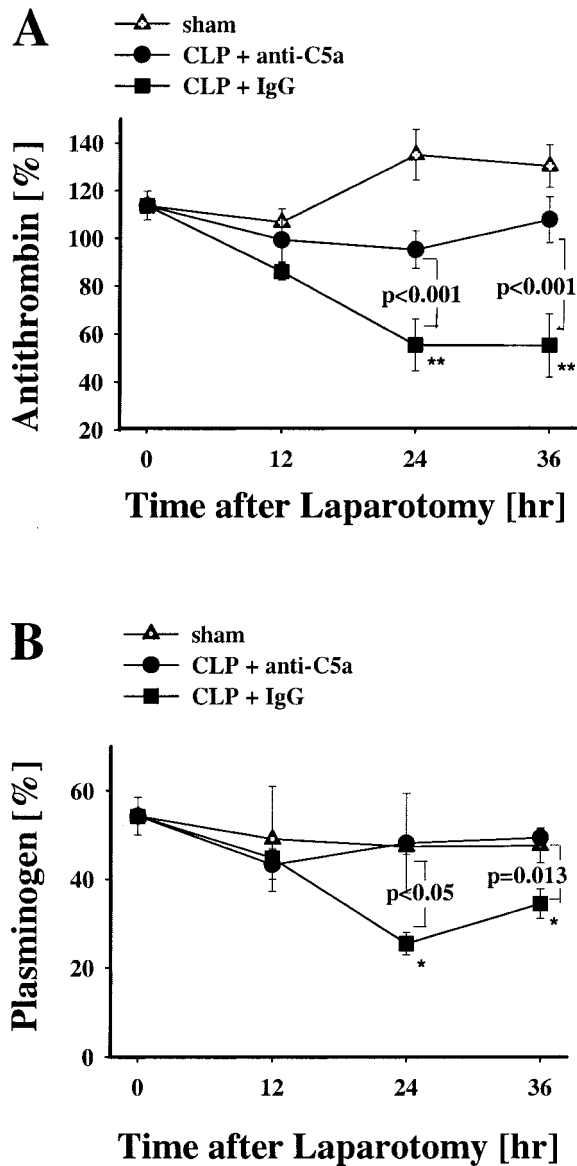 A
sham
CLP + anti-C5a
CLP + IgG
Antithrombin [%]
140
120
100
80
60
40
20
p<0.001
p<0.001
**
**
0
12
24
36
Time after Laparotomy [hr]
B
sham
CLP + anti-C5a
CLP + IgG
Plasminogen [%]
60
40
20
0
p<0.05
p=0.013
*
*
0
12
24
36
Time after Laparotomy [hr]